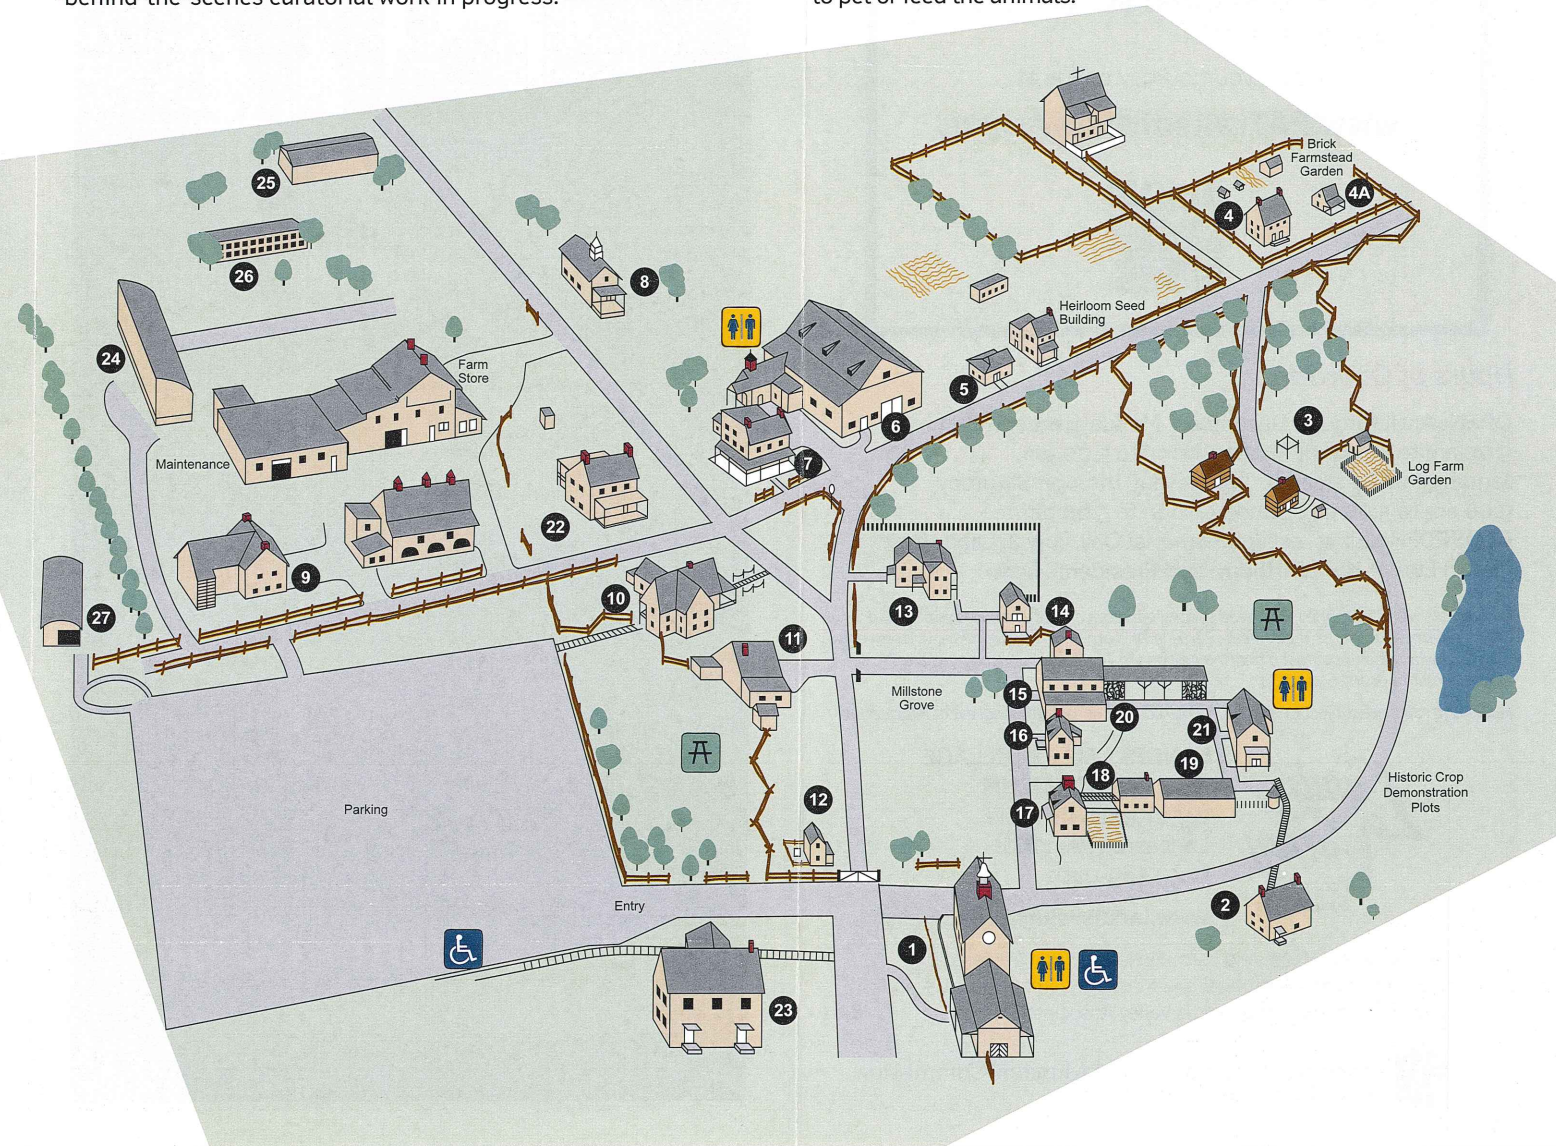 behind-the-scenes curatorial work in progress.
to pet or feed the animals.
Brick
Farmstead
Garden
4A
4
25
26
8
Heirloom Seed
Building
24
Farm
Store
5
6
3
Maintenance
7
Log Farm
Garden
22
9
10
27
13
14
11
15
Millstone
Grove
16
20
21
18
19
17
12
Parking
Historic Crop
Demonstration
Plots
Entry
2
1
23